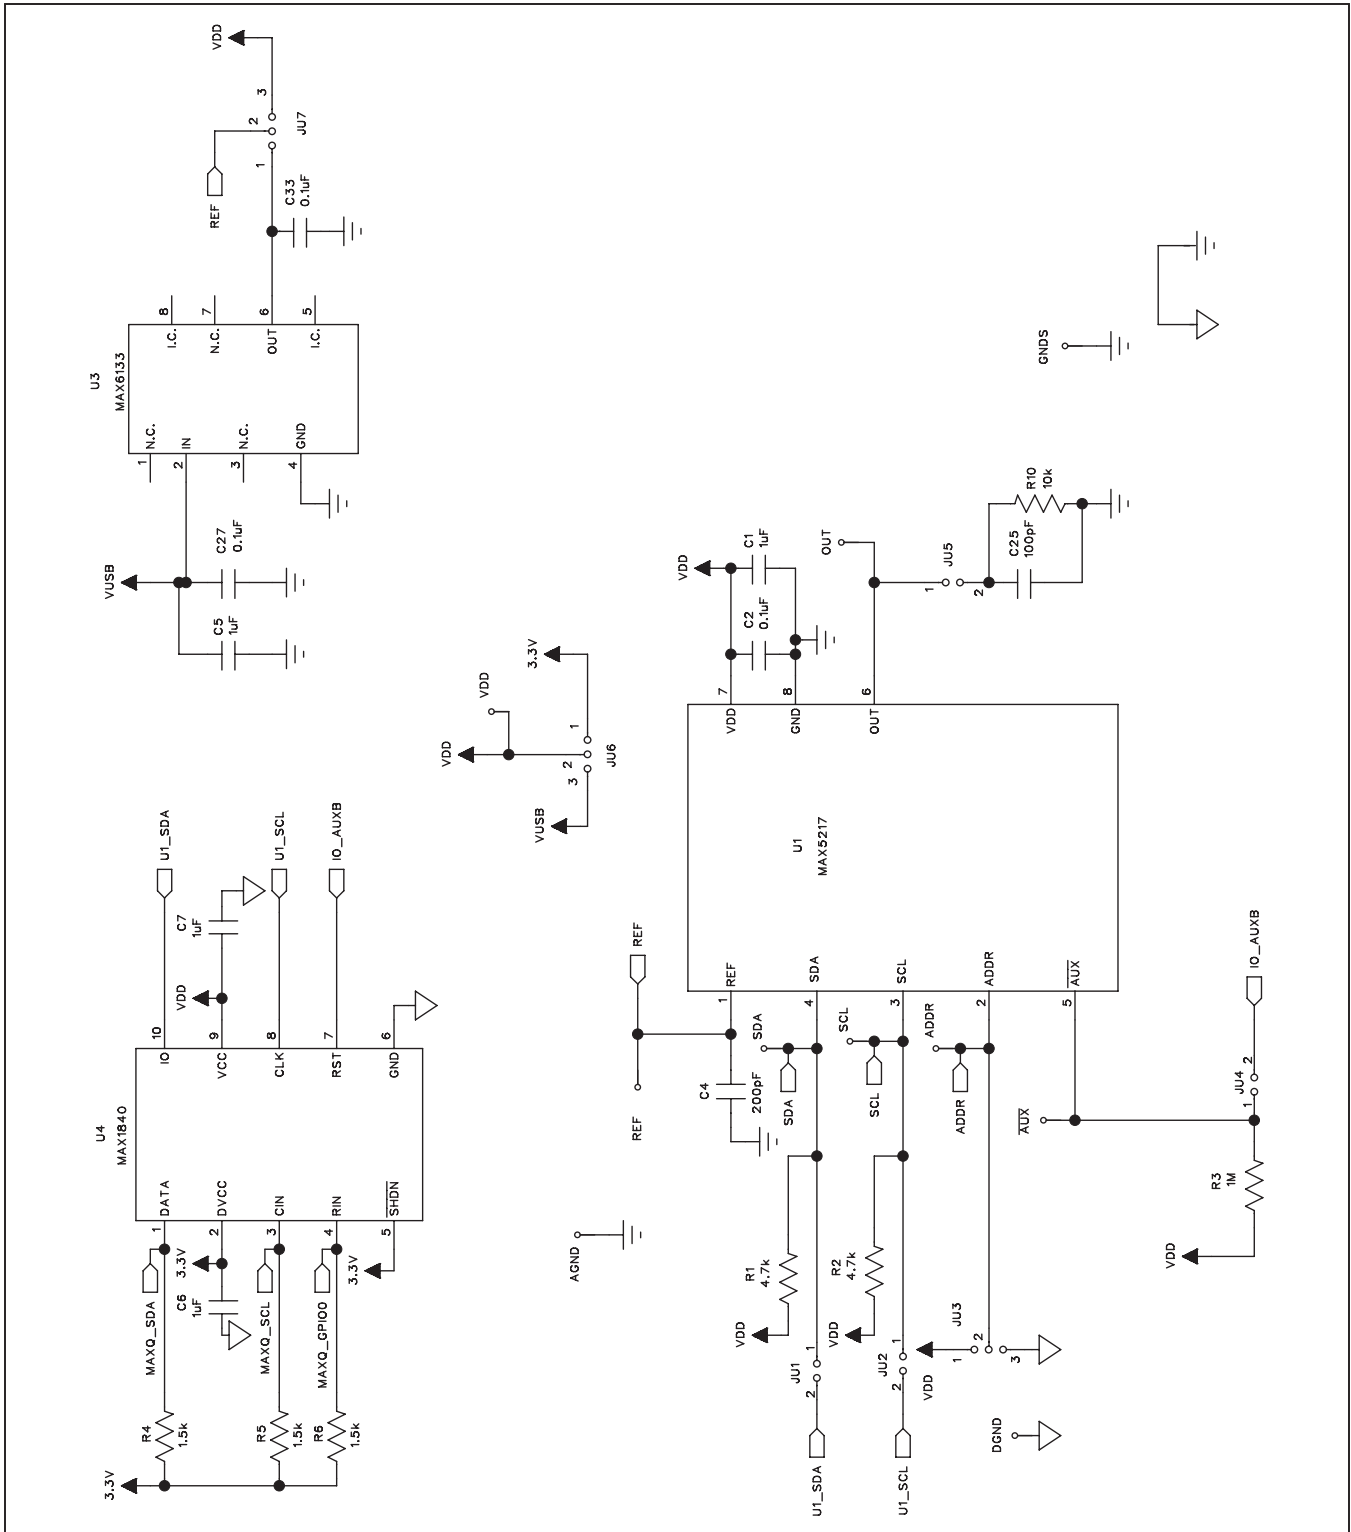 3.3V
R4
1.5k
R5
1.5k
R6
1.5k
MAXQ_SDA
MAXQ_SCL
MAXQ_GPIO0
3.3V
C6
1uF
3.3V
U4
MAX1840
1
DATA
2
DVCC
3
CIN
4
RIN
5
SHDN
IO
10
VCC
9
CLK
8
RST
7
GND
6
VDD
C7
1uF
U1_SDA
U1_SCL
IO_AUXB
VUSB
C5
1uF
C27
0.1uF
U3
MAX6133
1
N.C.
2
IN
3
N.C.
4
GND
I.C.
8
N.C.
7
OUT
6
I.C.
5
C33
0.1uF
REF
1
2
3
JU7
VDD
VUSB
VDD
VDD
3.3V
3
2
1
JU6
AGND
REF
REF
C4
200pF
SDA
SDA
SCL
SCL
ADDR
ADDR
AUX
VDD
R1
4.7k
VDD
R2
4.7k
U1_SDA
2
JU1
1
U1_SCL
2
JU2
1
VDD
1
2
3
JU3
DGND
VDD
R3
1M
1
JU4
2
IO_AUXB
U1
MAX5217
1
REF
4
SDA
3
SCL
2
ADDR
5
AUX
VDD
7
GND
8
OUT
6
VDD
C2
0.1uF
C1
1uF
OUT
1
2
JU5
C25
100pF
R10
10k
GNDS